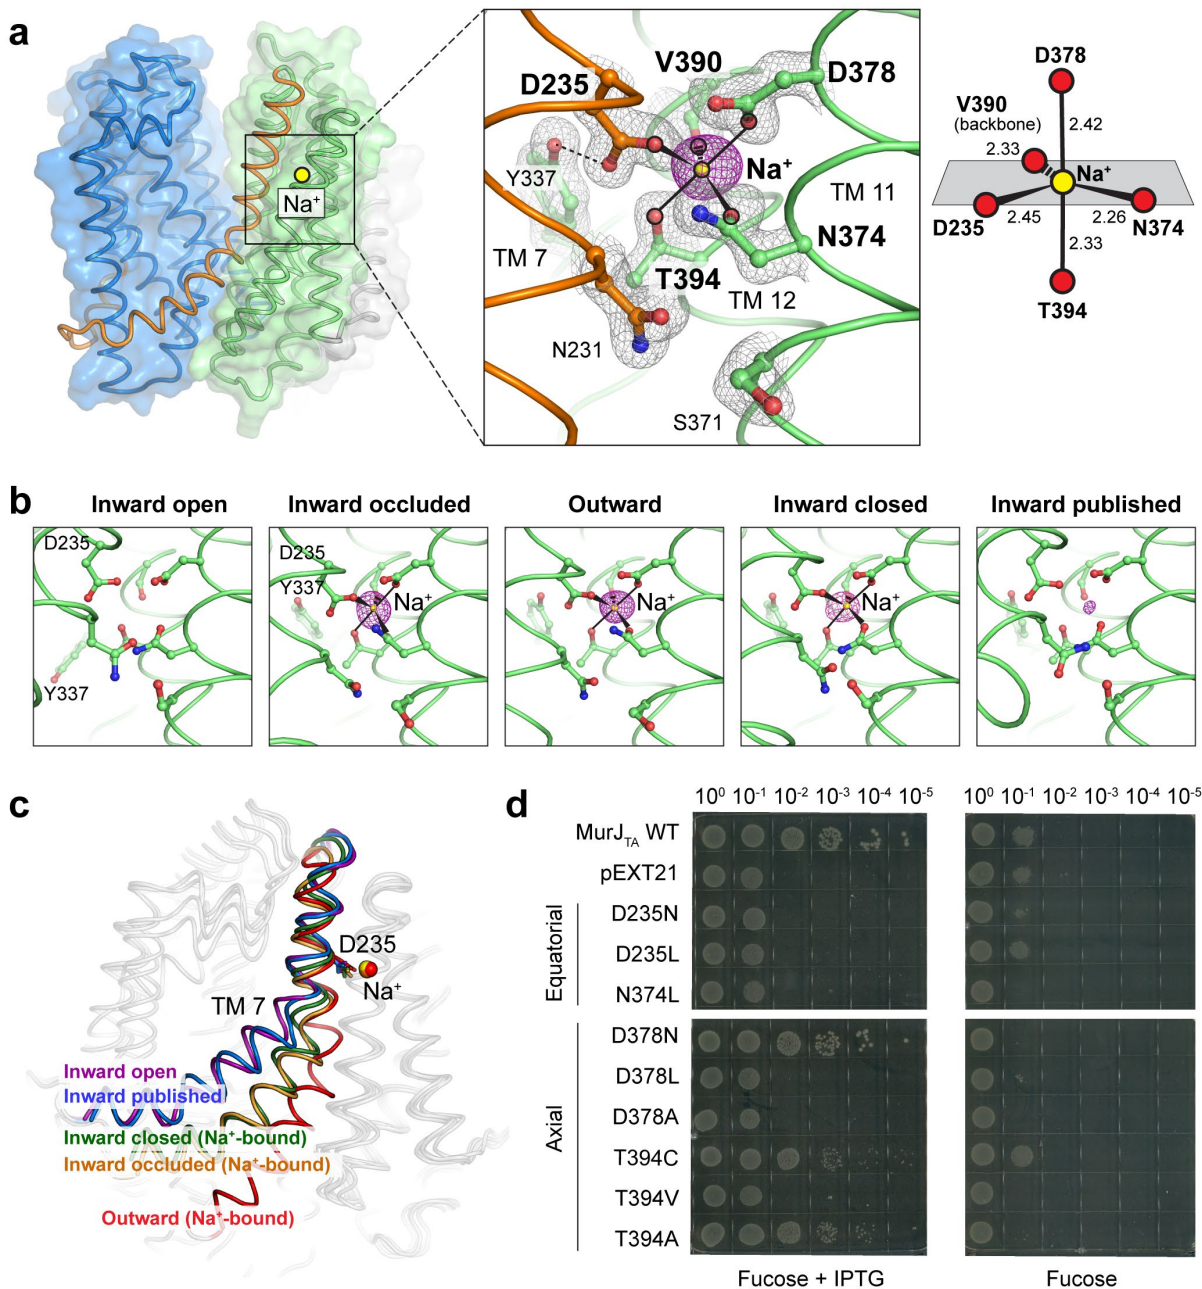 a
Na⁺
D235
V390
D378
Y337
Na⁺
TM 11
TM 7
N374
T394
TM 12
N231
S371
D378
V390
(backbone)
2.42
2.33
Na⁺
D235
2.45
2.26
N374
2.33
T394
b
Inward open
Inward occluded
Outward
Inward closed
Inward published
D235
Y337
D235
Y337
Na⁺
Na⁺
Na⁺
c
D235
Na⁺
TM 7
Inward open
Inward published
Inward closed (Na⁺-bound)
Inward occluded (Na⁺-bound)
Outward (Na⁺-bound)
d
10⁰ 10⁻¹ 10⁻² 10⁻³ 10⁻⁴ 10⁻⁵
10⁰ 10⁻¹ 10⁻² 10⁻³ 10⁻⁴ 10⁻⁵
MurJTA WT
pEXT21
Equatorial
D235N
D235L
N374L
Axial
D378N
D378L
D378A
T394C
T394V
T394A
Fucose + IPTG
Fucose